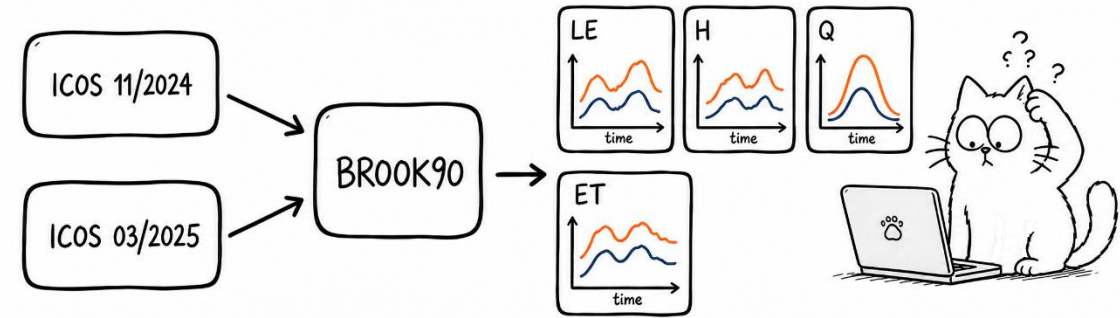 ICOS 11/2024
ICOS 03/2025
BROOK90
LE
time
H
time
Q
time
ET
time
? ? ? ?